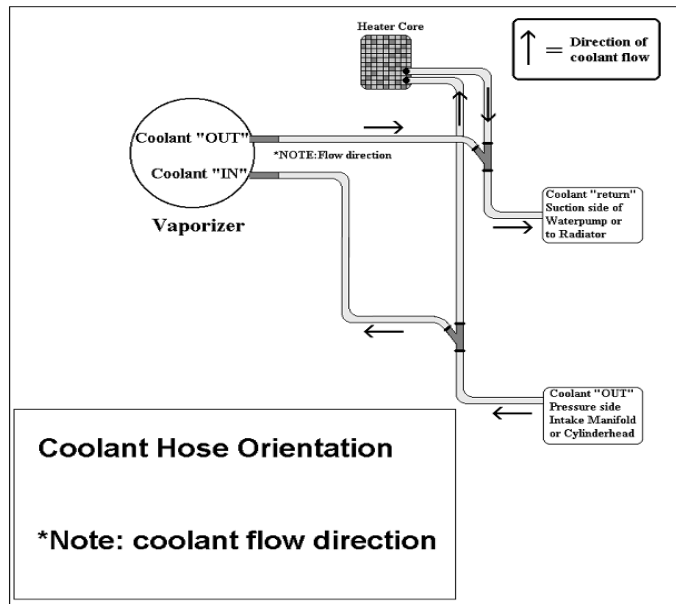 Heater Core
= Direction of
coolant flow
Coolant "OUT"
*NOTE:Flow direction
Coolant "IN"
Vaporizer
Coolant "return"
Suction side of
Waterpump or
to Radiator
Coolant "OUT"
Pressure side
Intake Manifold
or Cylinderhead
Coolant Hose Orientation
*Note: coolant flow direction